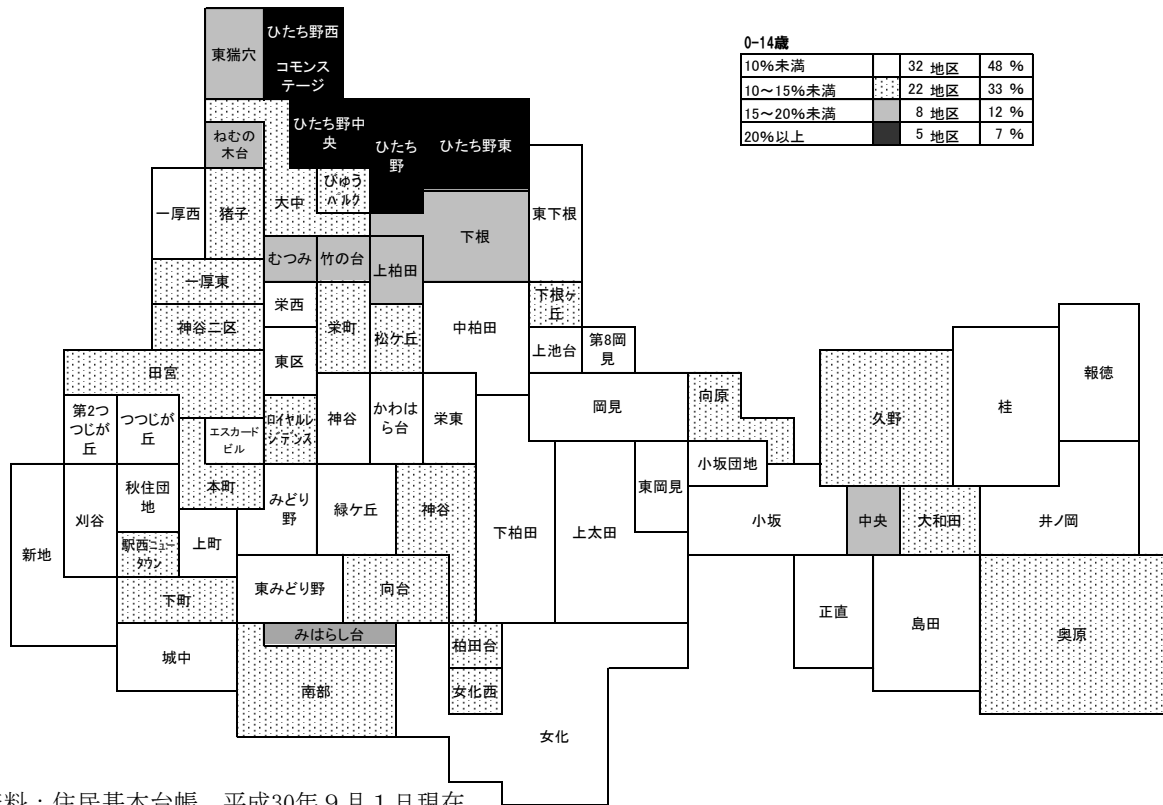 ひたち野西
コモンス
テージ
東猯穴
0-14歳
10%未満 32 地区 48 %
10～15%未満 22 地区 33 %
15～20%未満 8 地区 12 %
20%以上 5 地区 7 %
ひたち野中
央
ひたち
野
ひたち野東
ねむの
木台
びゅう
パルク
一厚西
猪子
大中
東下根
下根
むつみ
竹の台
上柏田
一厚東
栄西
下根ヶ
丘
神谷二区
栄町
松ケ丘
中柏田
上池台
第8岡
見
東区
田宮
報徳
桂
久野
向原
岡見
第2つ
つじが
丘
つつじが
丘
エスカード
ビル
ロイヤルレ
ジデンス
神谷
かわは
ら台
栄東
小坂団地
本町
秋住団
地
みどり
野
緑ケ丘
神谷
東岡見
刈谷
新地
駅西ニュー
タウン
上町
下柏田
上太田
小坂
中央
大和田
井ノ岡
下町
東みどり野
向台
正直
島田
奥原
みはらし台
柏田台
城中
南部
女化西
女化
資料：住民基本台帳　平成30年９月１日現在